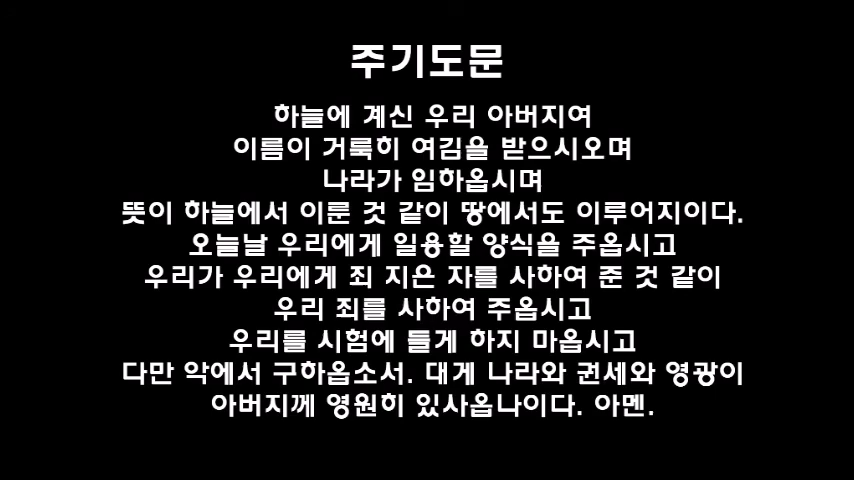 주기도문
하늘에 계신 우리 아버지여
이름이 거룩히 여김을 받으시오며
나라가 임하옵시며
뜻이 하늘에서 이룬 것 같이 땅에서도 이루어지이다.
오늘날 우리에게 일용할 양식을 주옵시고
우리가 우리에게 죄 지은 자를 사하여 준 것 같이
우리 죄를 사하여 주옵시고
우리를 시험에 들게 하지 마옵시고
다만 악에서 구하옵소서. 대게 나라와 권세와 영광이
아버지께 영원히 있사옵나이다. 아멘.